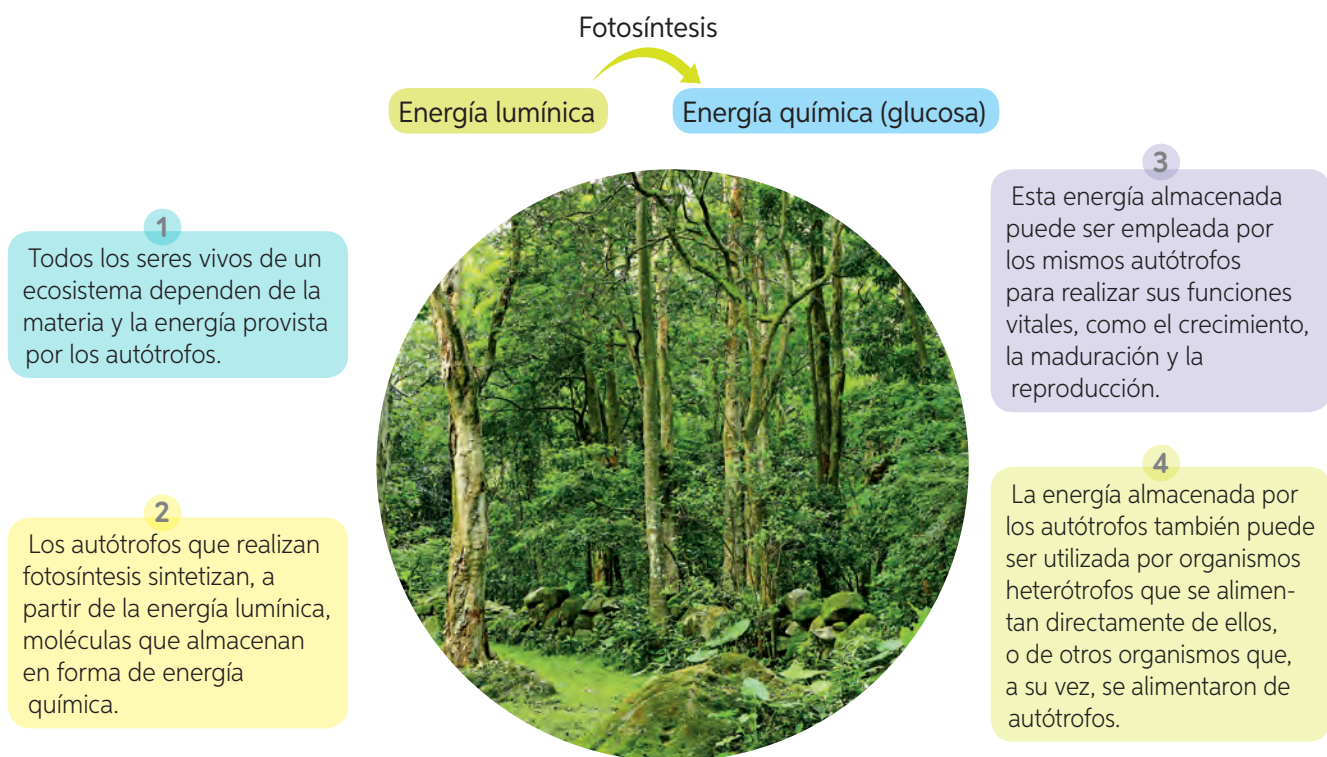 Fotosíntesis
Energía lumínica
Energía química (glucosa)
1
Todos los seres vivos de un
ecosistema dependen de la
materia y la energía provista
por los autótrofos.
2
Los autótrofos que realizan
fotosíntesis sintetizan, a
partir de la energía lumínica,
moléculas que almacenan
en forma de energía
química.
3
Esta energía almacenada
puede ser empleada por
los mismos autótrofos
para realizar sus funciones
vitales, como el crecimiento,
la maduración y la
reproducción.
4
La energía almacenada por
los autótrofos también puede
ser utilizada por organismos
heterótrofos que se alimen-
tan directamente de ellos,
o de otros organismos que,
a su vez, se alimentaron de
autótrofos.